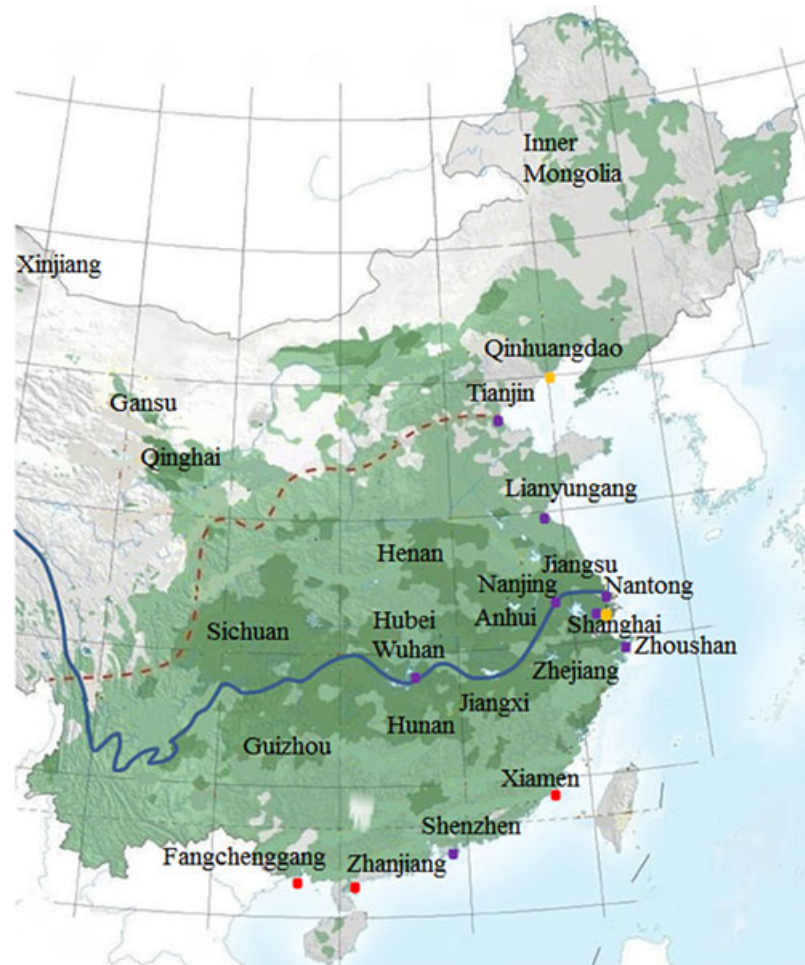 Inner
Mongolia
Xinjiang
Qinhuangdao
Tianjin
Gansu
Qinghai
Lianyungang
Henan
Jiangsu
Nanjing
Nantong
Anhui
Hubei
Shanghai
Sichuan
Wuhan
Zhoushan
Zhejiang
Jiangxi
Hunan
Guizhou
Xiamen
Shenzhen
Fangchenggang
Zhanjiang